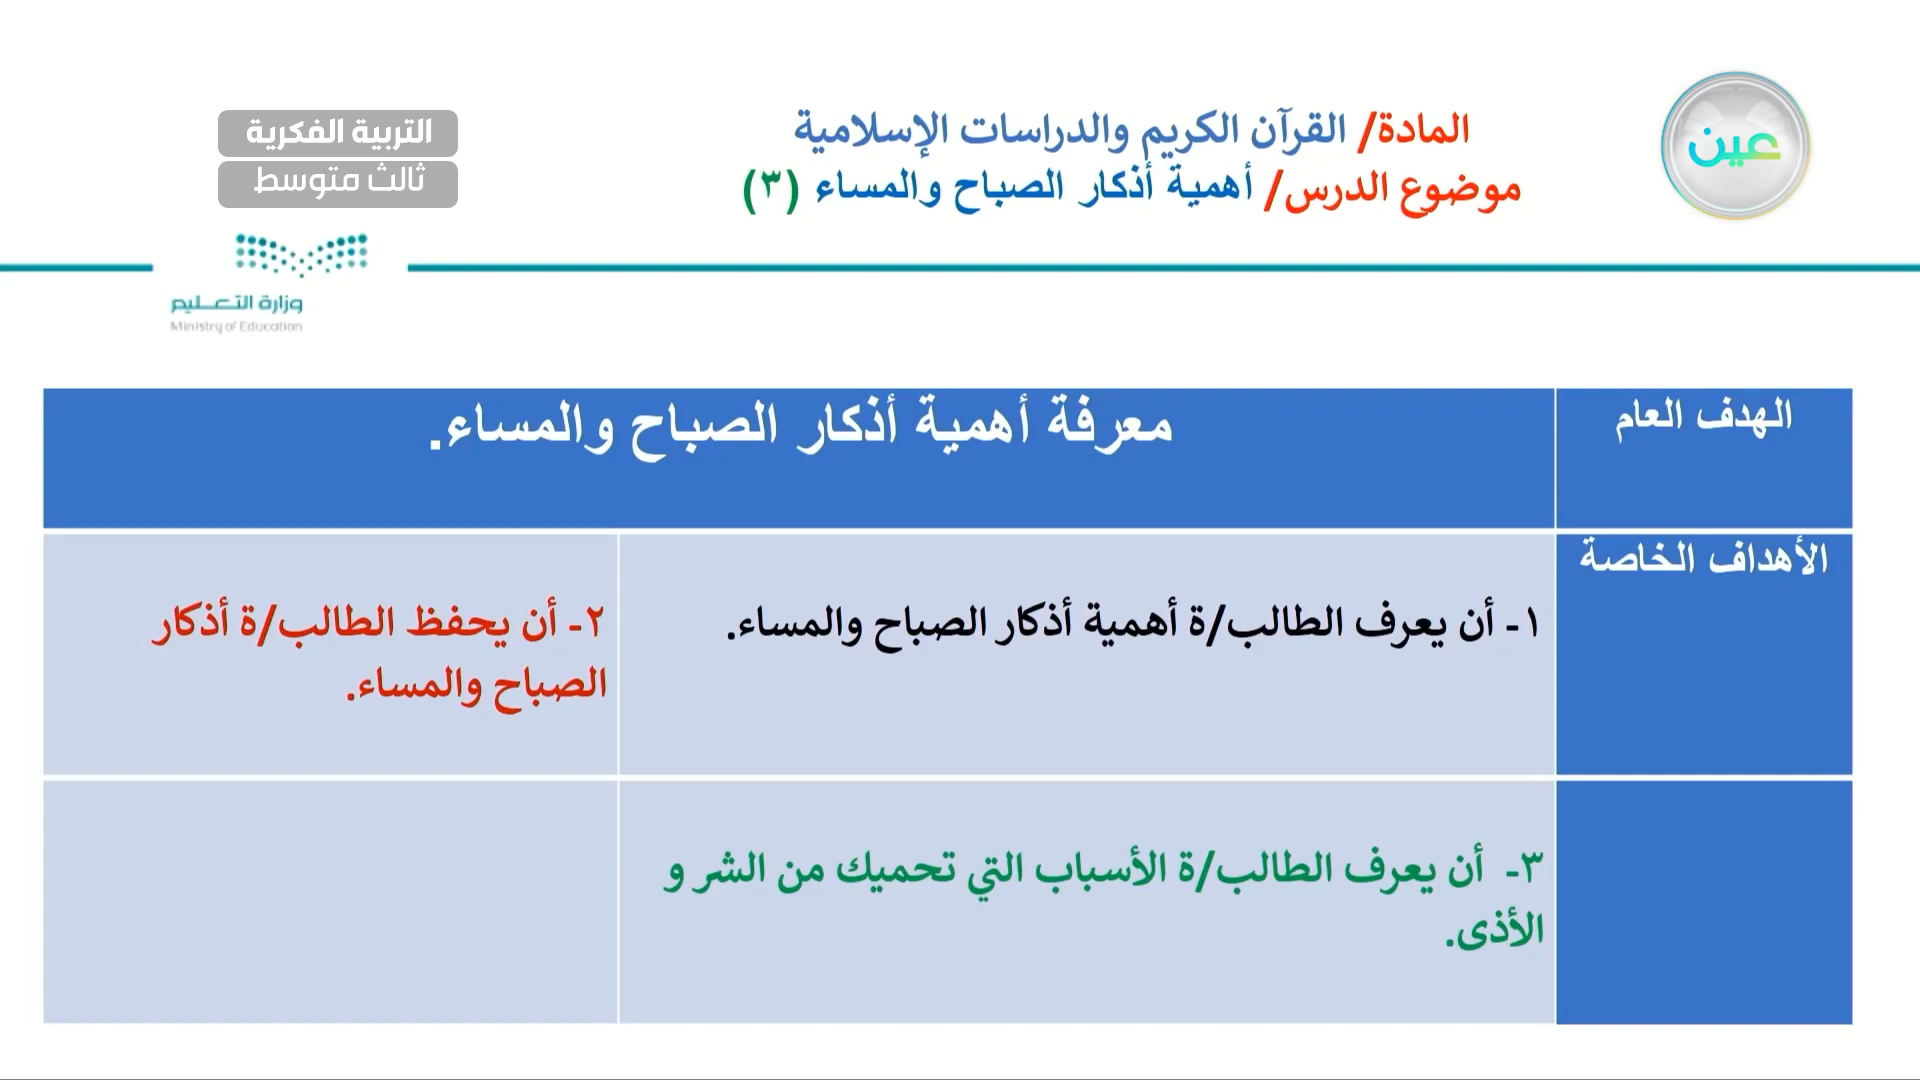 عين
المادة/ القرآن الكريم والدراسات الإسلامية
موضوع الدرس/ أهمية أذكار الصباح والمساء (٣)
التربية الفكرية
ثالث متوسط
وزارة التعليم
Ministry of Education
الهدف العام
معرفة أهمية أذكار الصباح والمساء.
الأهداف الخاصة
١- أن يعرف الطالب/ة أهمية أذكار الصباح والمساء.
٢- أن يحفظ الطالب/ة أذكار
الصباح والمساء.
٣- أن يعرف الطالب/ة الأسباب التي تحميك من الشر و
الأذى.